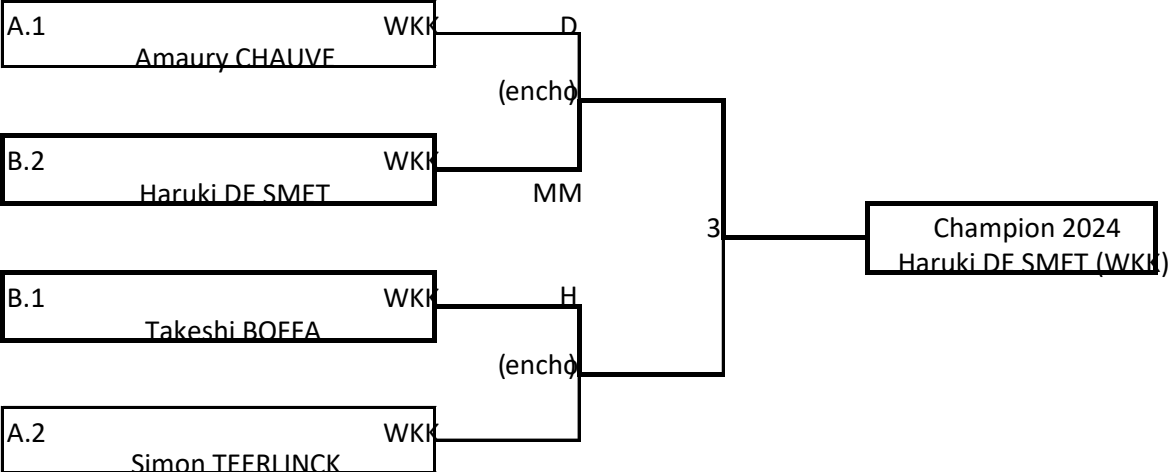 A.1 WKK D
Amaury CHAUVE
(encho)
B.2 WKK
Haruki DE SMET
MM
3
Champion 2024
Haruki DE SMET (WKK)
B.1 WKK H
Takeshi BOFFA
(encho)
A.2 WKK
Simon TEERLINCK